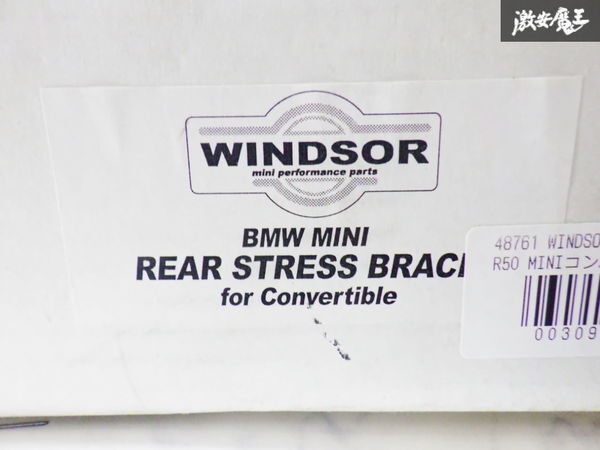 激安魔王
WINDSOR
mini performance parts
BMW MINI
REAR STRESS BRAC
for Convertible
48761 WINDSO
R50 MINIコン
00309